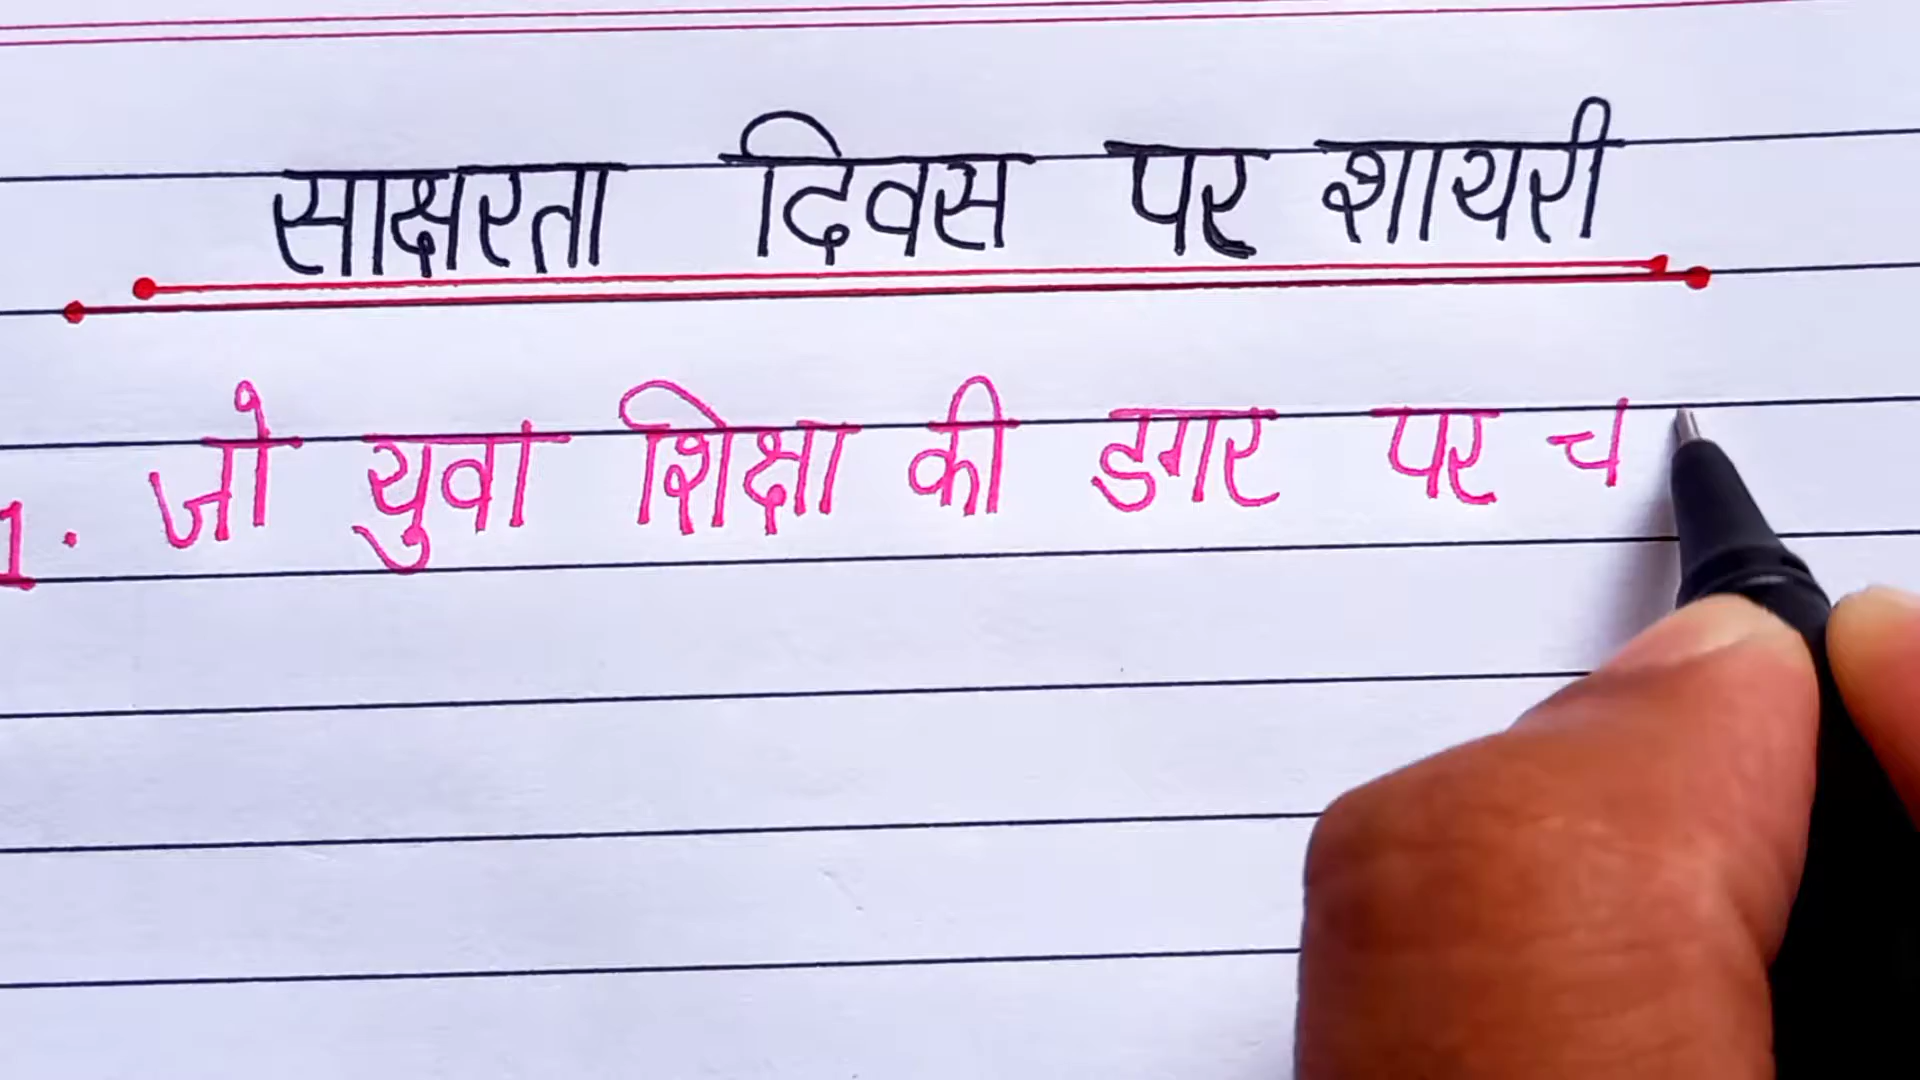 साक्षरता दिवस पर शायरी
1. जो युवा शिक्षा की डगर पर च